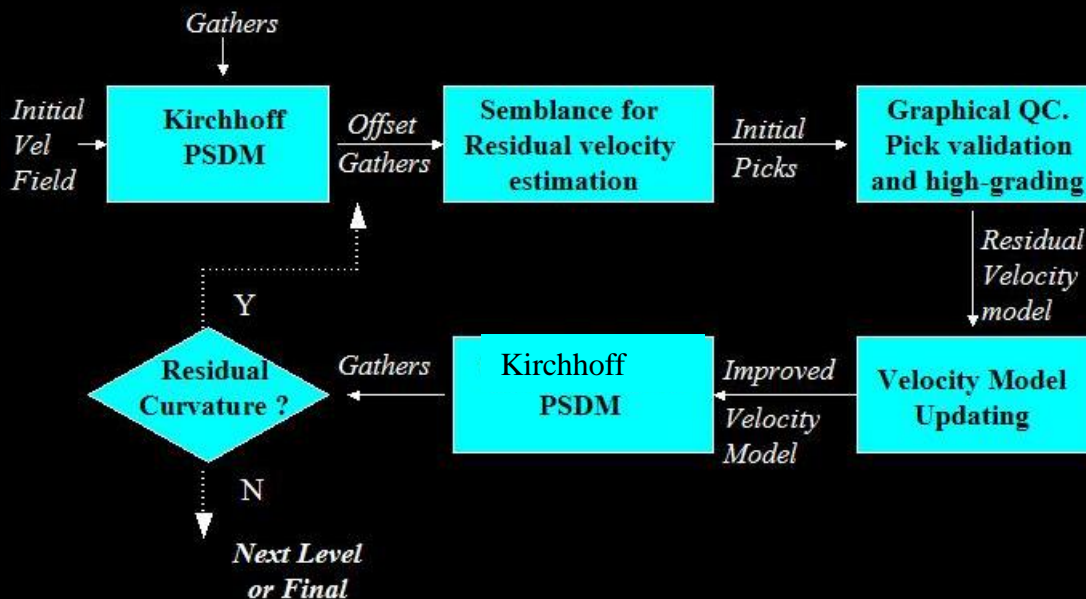 Gathers
Initial
Vel
Field
Kirchhoff
PSDM
Offset
Gathers
Semblance for
Residual velocity
estimation
Initial
Picks
Graphical QC.
Pick validation
and high-grading
Residual
Velocity
model
Velocity Model
Updating
Improved
Velocity
Model
Kirchhoff
PSDM
Gathers
Residual
Curvature ?
Y
N
Next Level
or Final